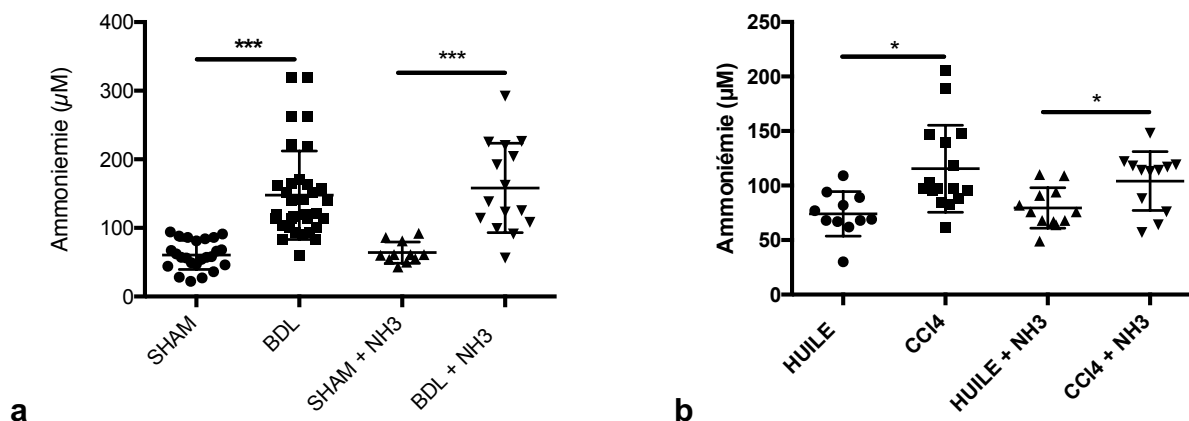 400
300
200
100
0
Ammoniemie (µM)
***
***
SHAM
BDL
SHAM + NH3
BDL + NH3
a
250
200
150
100
50
0
Ammoniémie (µM)
*
*
HUILE
CCl4
HUILE + NH3
CCl4 + NH3
b